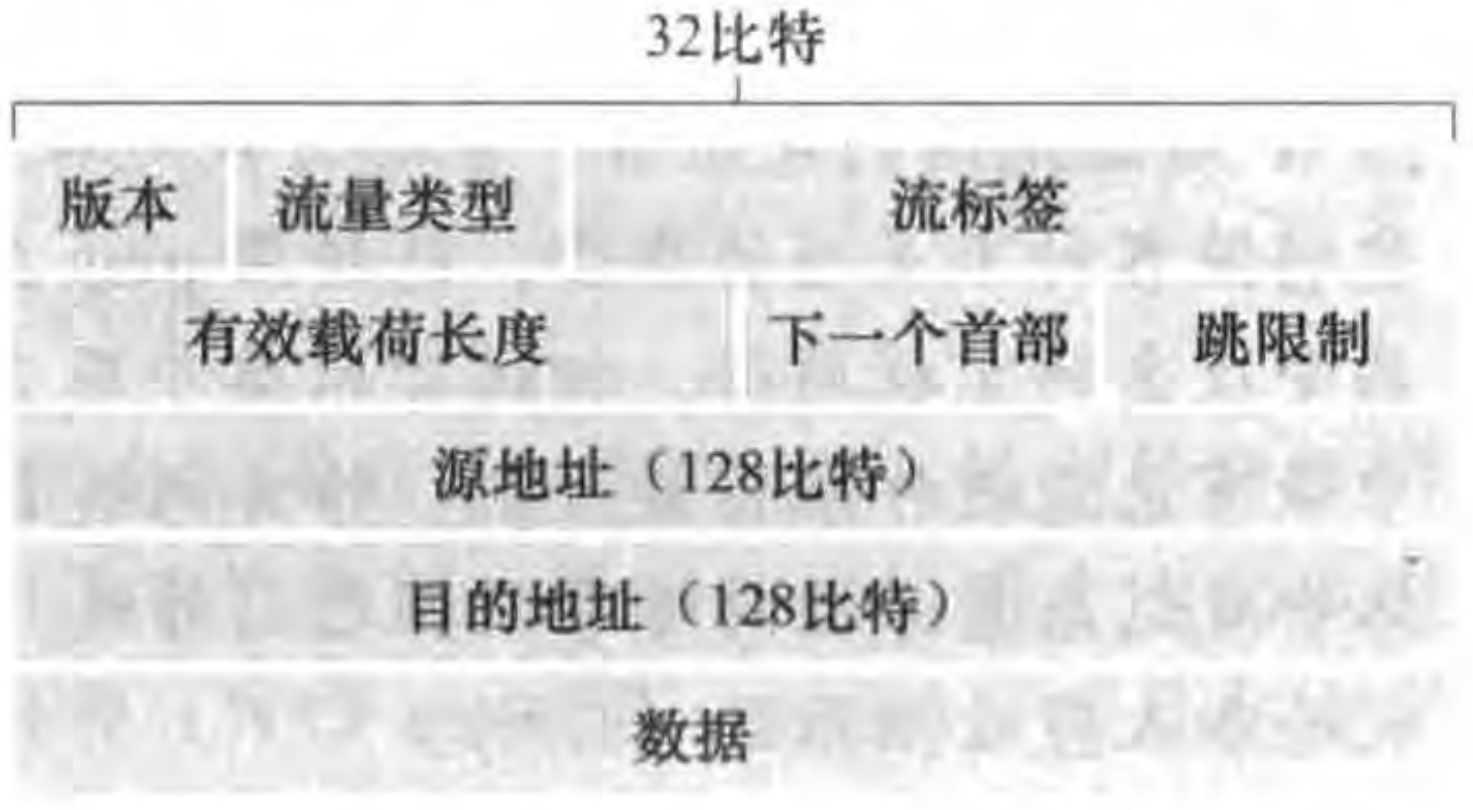 32比特
版本 流量类型 流标签
有效载荷长度 下一个首部 跳限制
源地址（128比特）
目的地址（128比特）
数据